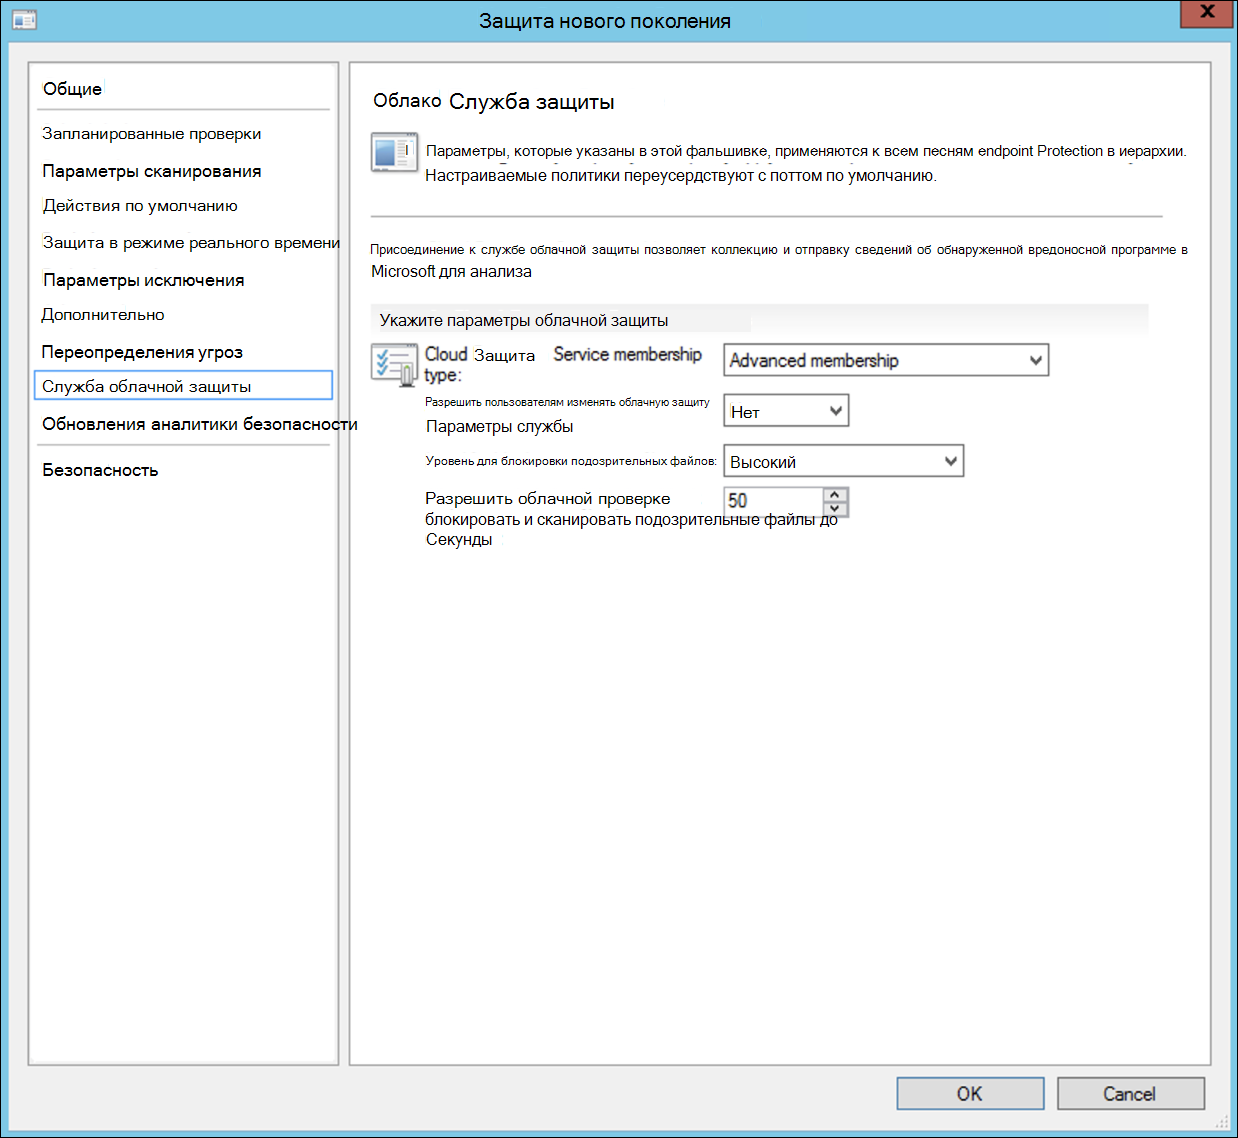 Защита нового поколения
X
Общие
Запланированные проверки
Параметры сканирования
Действия по умолчанию
Защита в режиме реального времени
Параметры исключения
Дополнительно
Переопределения угроз
Служба облачной защиты
Обновления аналитики безопасности
Безопасность
Облако Служба защиты
Параметры, которые указаны в этой фальшивке, применяются к всем песням endpoint Protection в иерархии.
Настраиваемые политики переусердствуют с поттом по умолчанию.
Присоединение к службе облачной защиты позволяет коллекцию и отправку сведений об обнаруженной вредоносной программе в
Microsoft для анализа
Укажите параметры облачной защиты
Cloud Защита Service membership Advanced membership
type:
Разрешить пользователям изменять облачную защиту Нет
Параметры службы
Уровень для блокировки подозрительных файлов: Высокий
Разрешить облачной проверке 50
блокировать и сканировать подозрительные файлы до
Секунды
OK Cancel